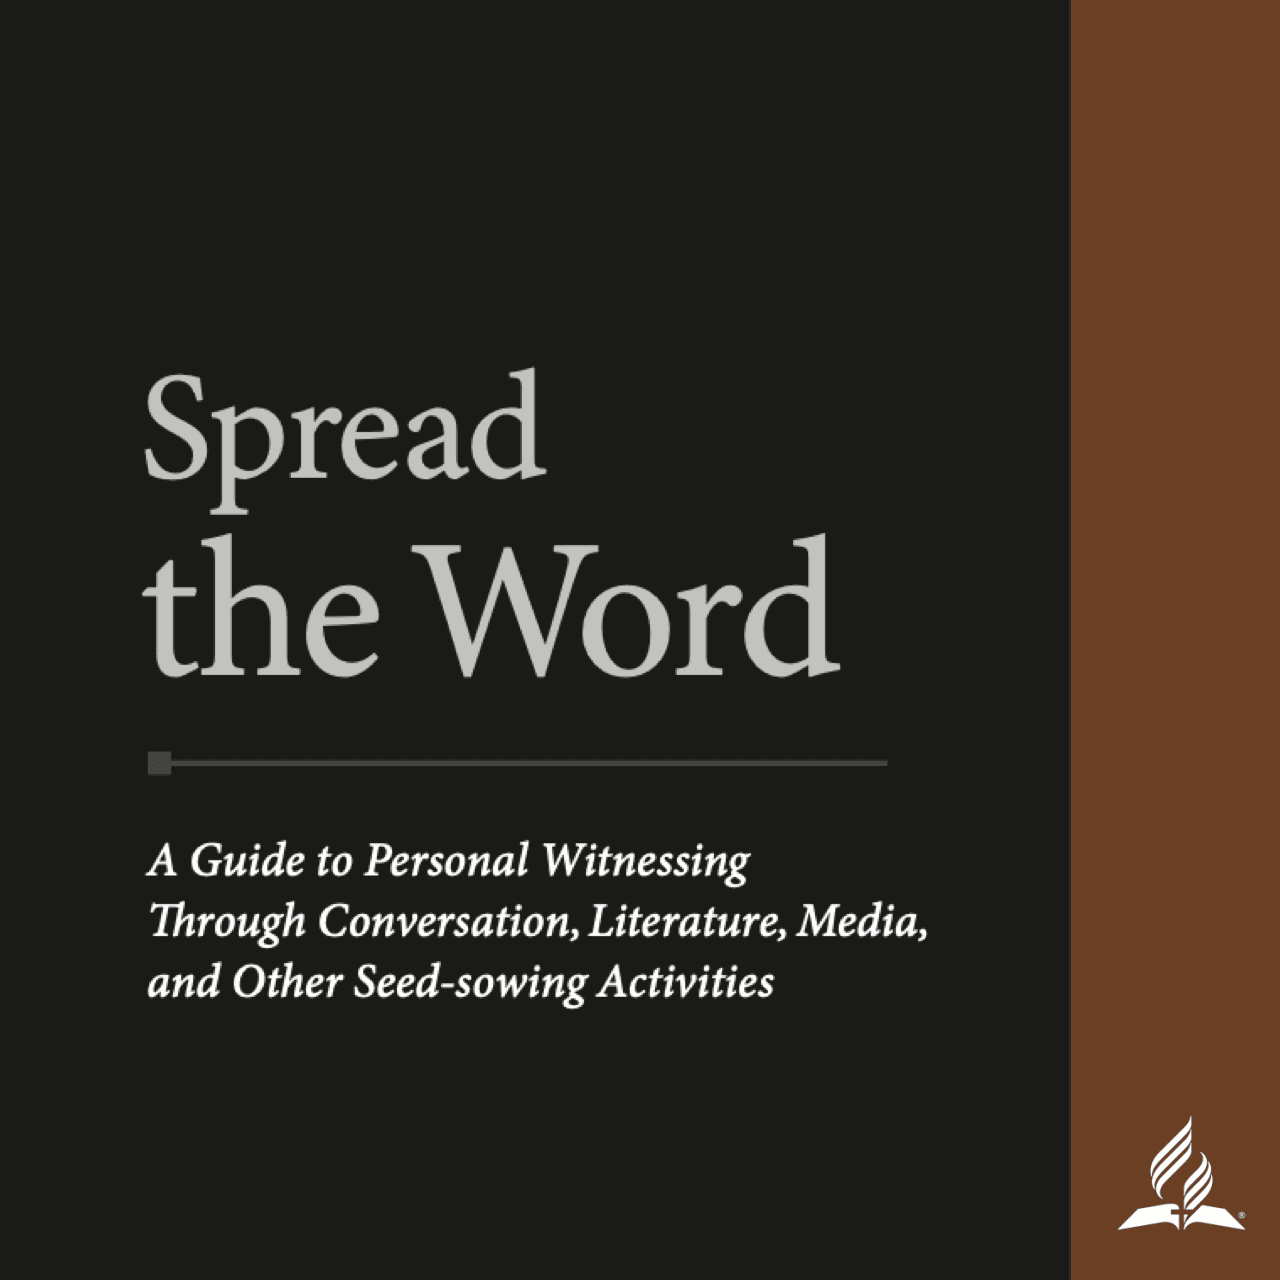 Spread
the Word
A Guide to Personal Witnessing
Through Conversation, Literature, Media,
and Other Seed-sowing Activities
®